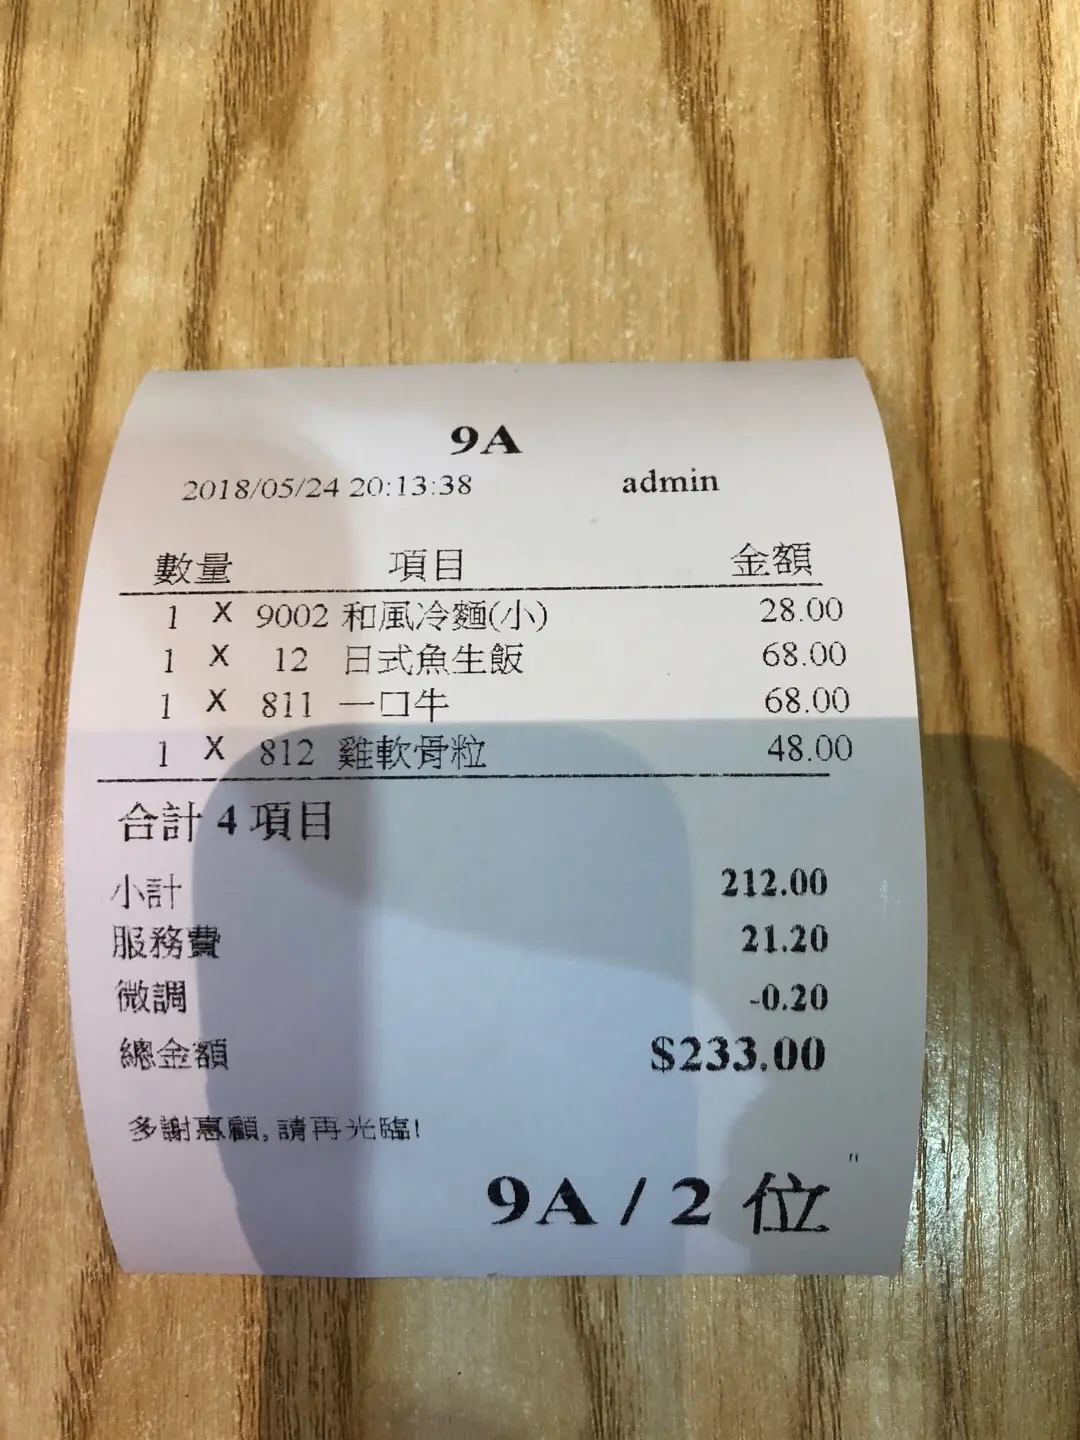 9A
2018/05/24 20:13:38 admin
數量 項目 金額
1 X 9002 和風冷麵(小) 28.00
1 X 12 日式魚生飯 68.00
1 X 811 一口牛 68.00
1 X 812 雞軟骨粒 48.00
合計 4 項目
小計 212.00
服務費 21.20
微調 -0.20
總金額 $233.00
多謝惠顧,請再光臨!
9A / 2 位
"